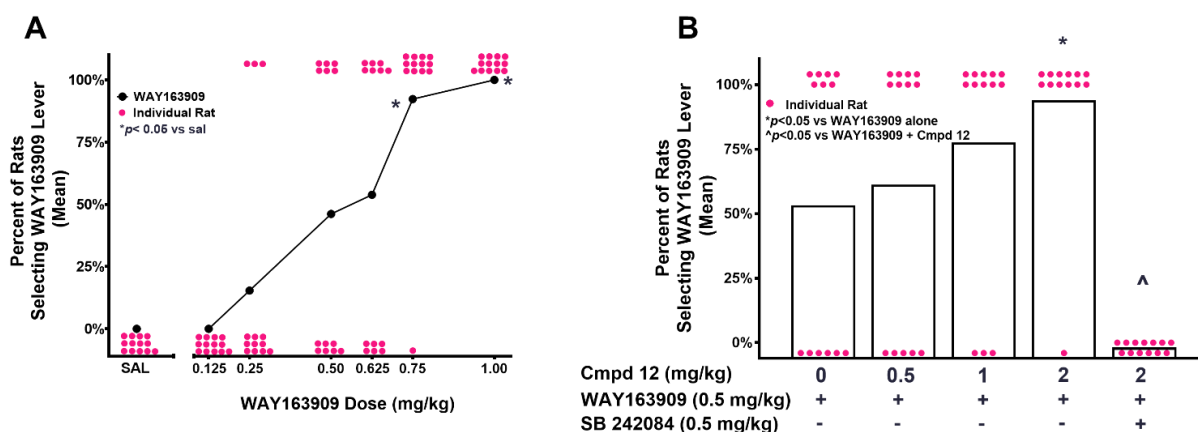 A
Percent of Rats
Selecting WAY163909 Lever
(Mean)
100%
75%
50%
25%
0%
WAY163909
Individual Rat
*p< 0.05 vs sal
*
*
SAL
0.125
0.25
0.50
0.625
0.75
1.00
WAY163909 Dose (mg/kg)
B
Percent of Rats
Selecting WAY163909 Lever
(Mean)
100%
75%
50%
25%
0%
Individual Rat
*p<0.05 vs WAY163909 alone
^p<0.05 vs WAY163909 + Cmpd 12
*
^
Cmpd 12 (mg/kg) 0 0.5 1 2 2
WAY163909 (0.5 mg/kg) + + + + +
SB 242084 (0.5 mg/kg) - - - - +